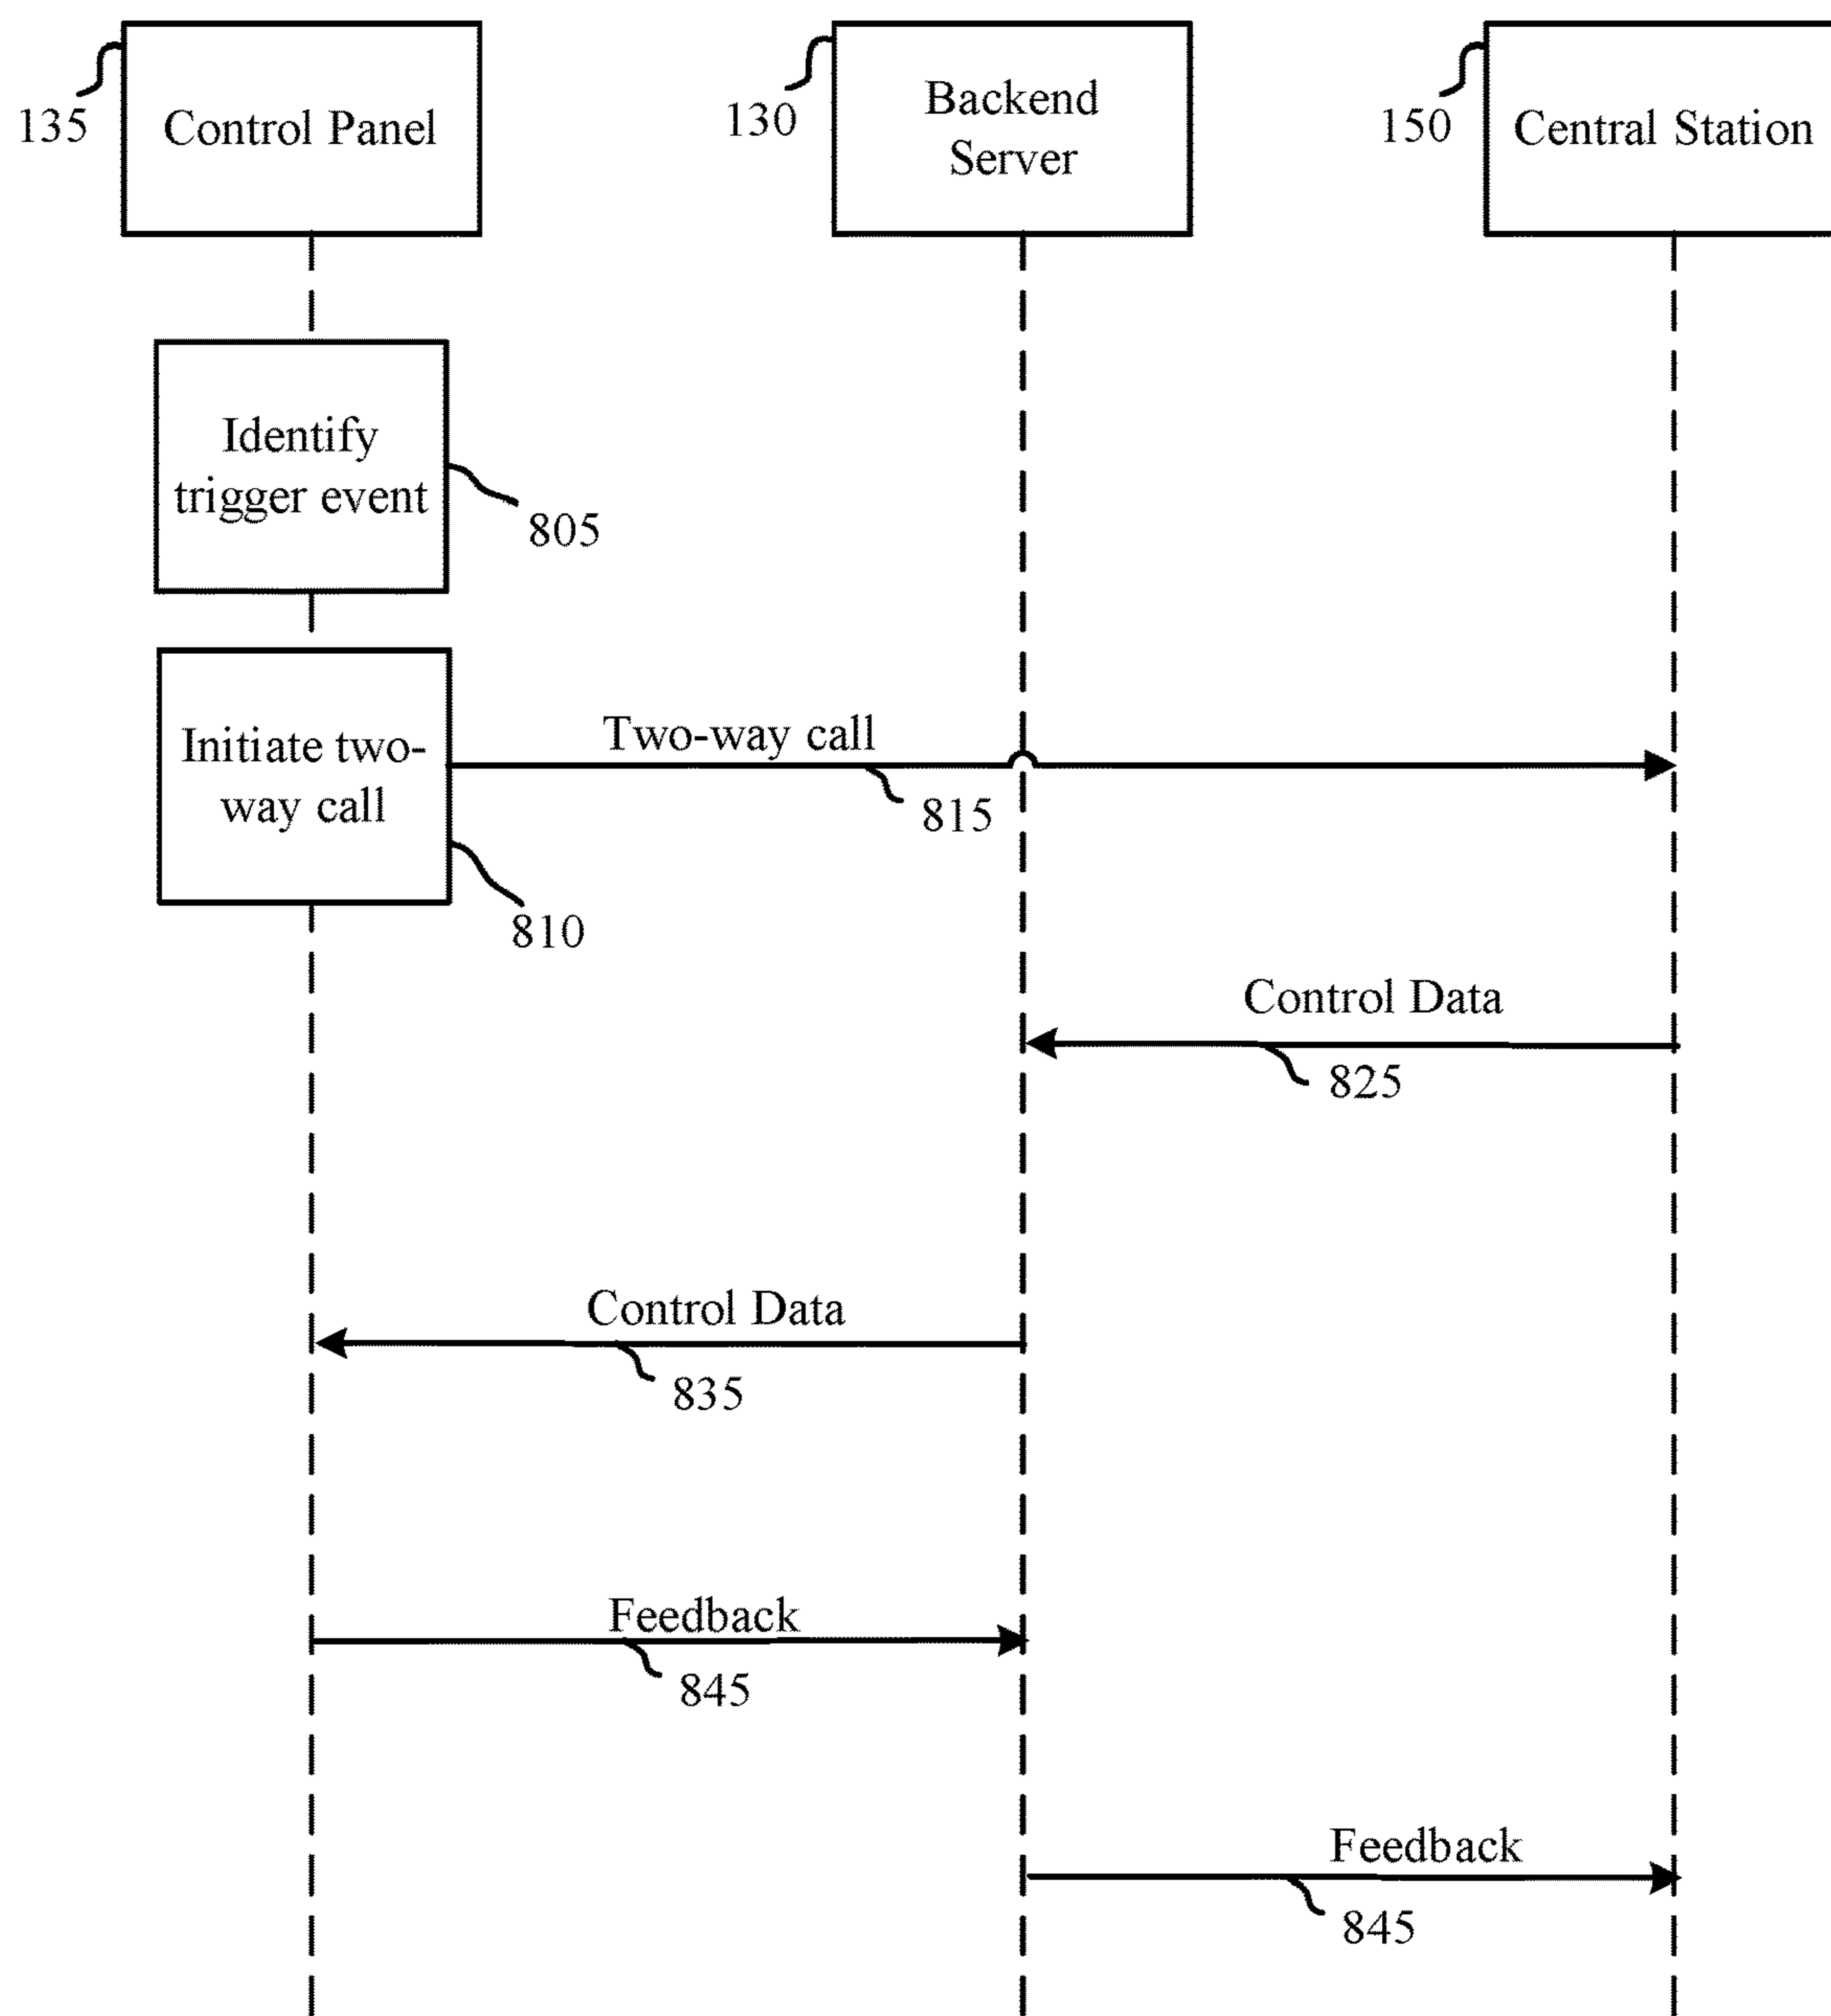 135
Control Panel
130
Backend
Server
150
Central Station
Identify
trigger event
805
Initiate two-
way call
810
Two-way call
815
Control Data
825
Control Data
835
Feedback
845
Feedback
845